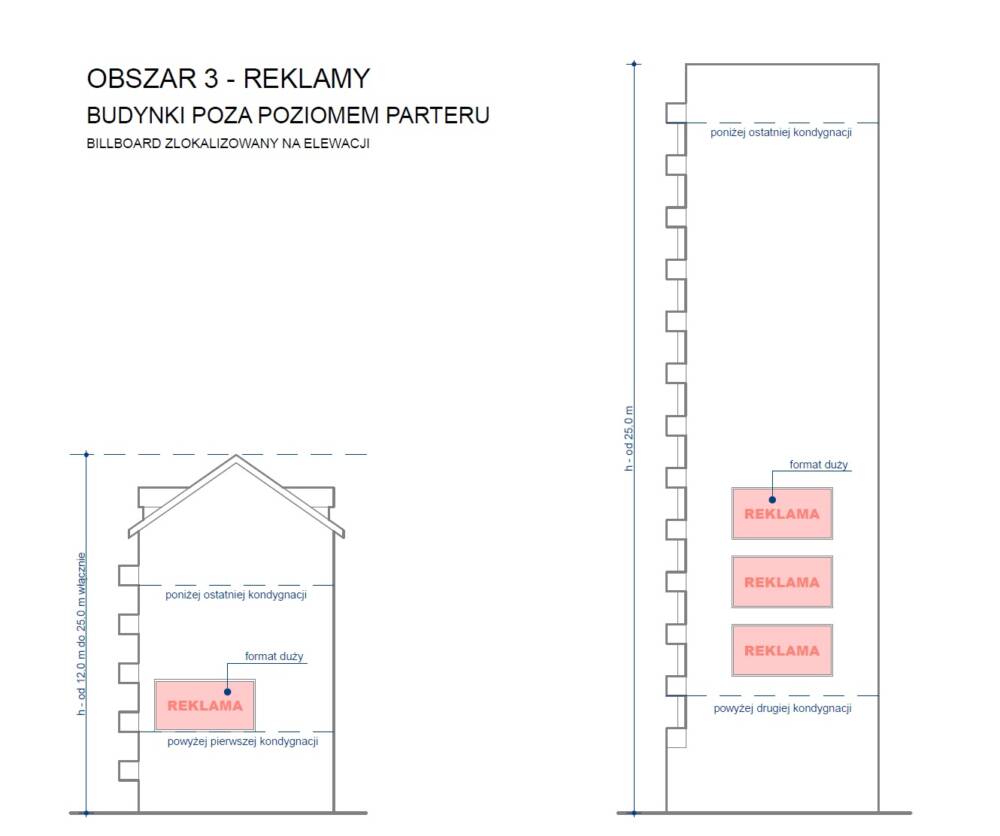 OBSZAR 3 - REKLAMY
BUDYNKI POZA POZIOMEM PARTERU
BILLBOARD ZLOKALIZOWANY NA ELEWACJI
h - od 12,0 m do 25,0 m włącznie
poniżej ostatniej kondygnacji
format duży
REKLAMA
powyżej pierwszej kondygnacji
h - od 25,0 m
poniżej ostatniej kondygnacji
format duży
REKLAMA
REKLAMA
REKLAMA
powyżej drugiej kondygnacji